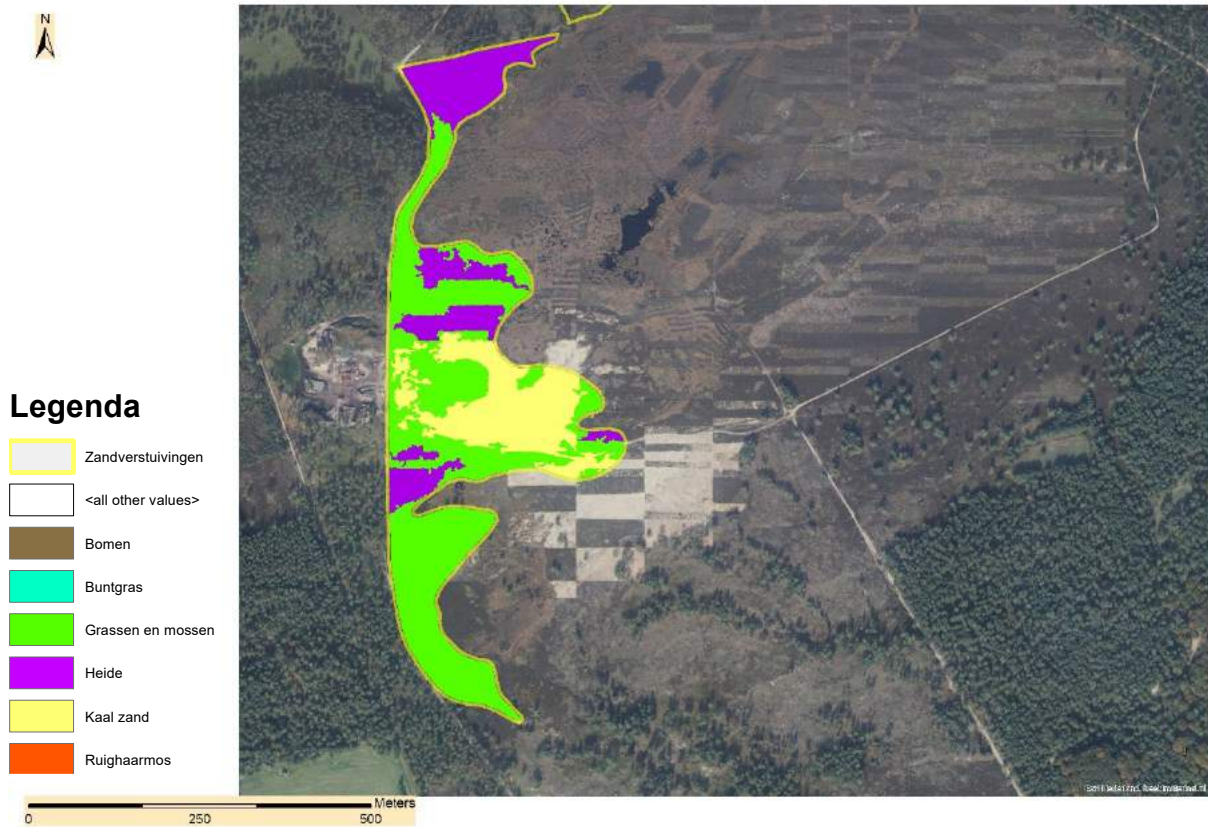 N
Legenda
Zandverstuivingen
<all other values>
Bomen
Buntgras
Grassen en mossen
Heide
Kaal zand
Ruighaarmos
Meters
0 250 500